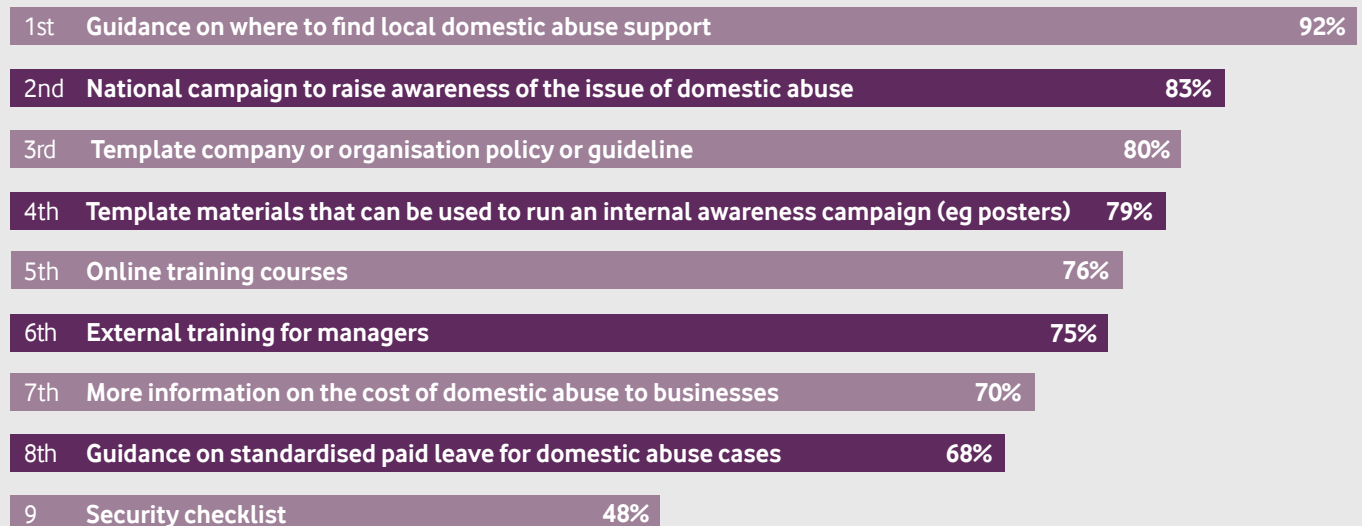 1st Guidance on where to find local domestic abuse support 92%
2nd National campaign to raise awareness of the issue of domestic abuse 83%
3rd Template company or organisation policy or guideline 80%
4th Template materials that can be used to run an internal awareness campaign (eg posters) 79%
5th Online training courses 76%
6th External training for managers 75%
7th More information on the cost of domestic abuse to businesses 70%
8th Guidance on standardised paid leave for domestic abuse cases 68%
9 Security checklist 48%